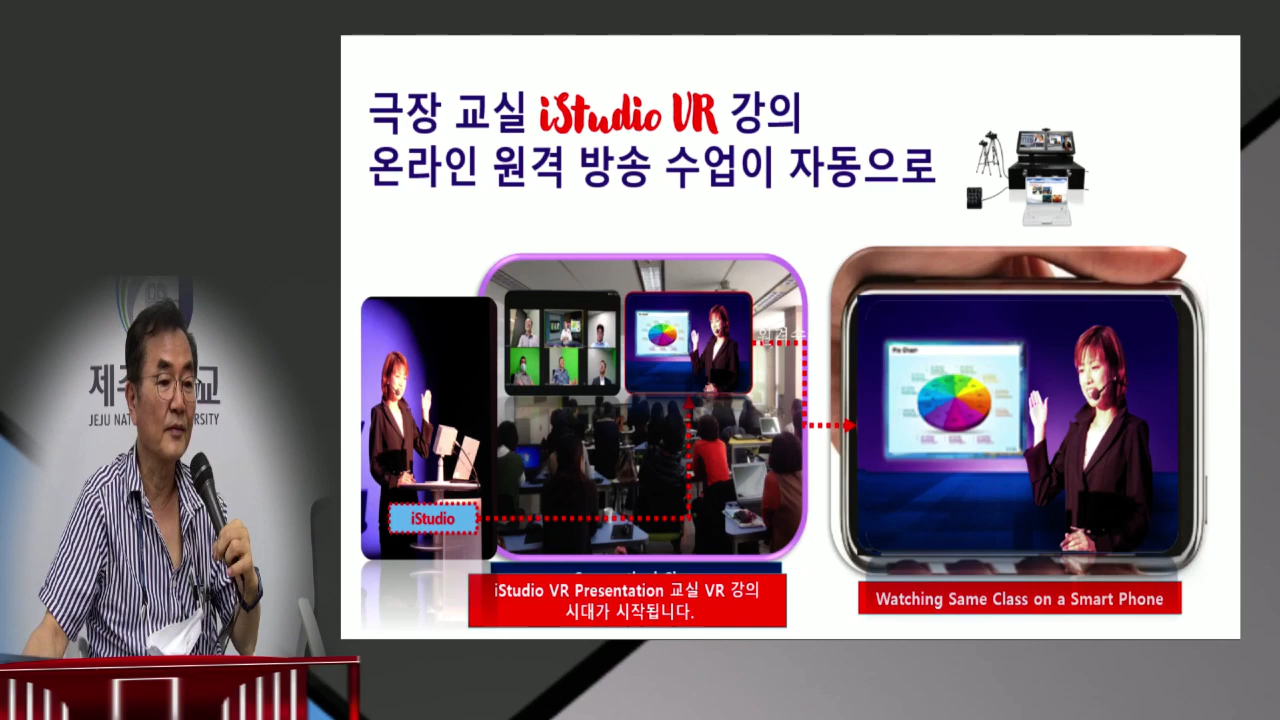 극장 교실 iStudio VR 강의
온라인 원격 방송 수업이 자동으로
제주
교
JEJU NAT
RSITY
iStudio
Pie Chart
iStudio VR Presentation 교실 VR 강의
시대가 시작됩니다.
Watching Same Class on a Smart Phone